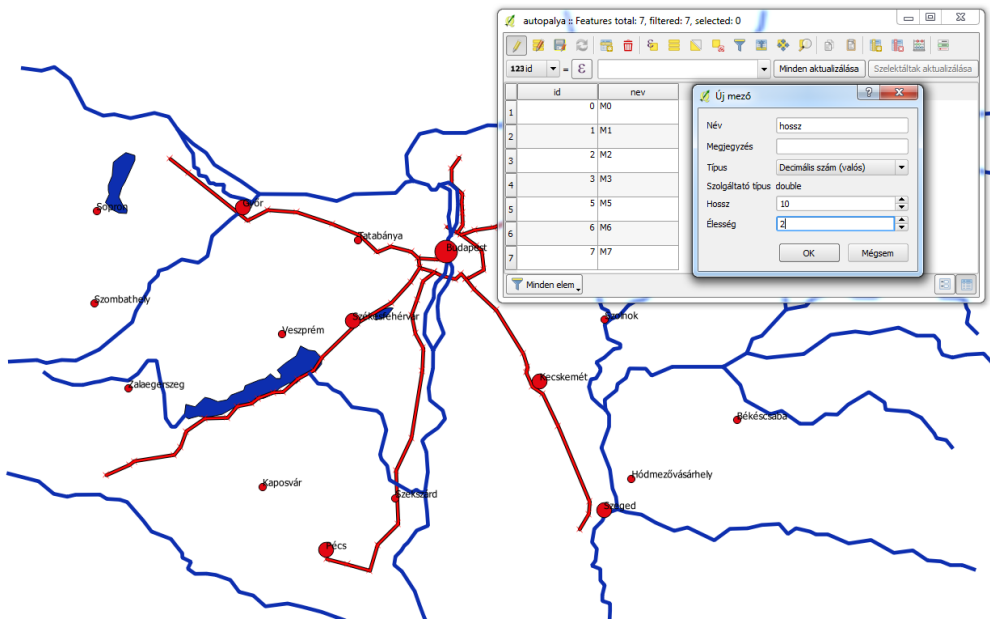 autopalya :: Features total: 7, filtered: 7, selected: 0
123 id = ε Minden aktualizálása Szelektáltak aktualizálása
id nev
1 0 M0
2 1 M1
3 2 M2
4 3 M3
5 5 M5
6 6 M6
7 7 M7
Minden elem
Új mező
Név hossz
Megjegyzés
Típus Decimális szám (valós)
Szolgáltató típus double
Hossz 10
Élesség 2
OK Mégsem
Sopron
Győr
Tatabánya
Budapest
Szombathely
Veszprém
Székesfehérvár
Szolnok
Zalaegerszeg
Kecskemét
Békéscsaba
Kaposvár
Szekszárd
Hódmezővásárhely
Szeged
Pécs